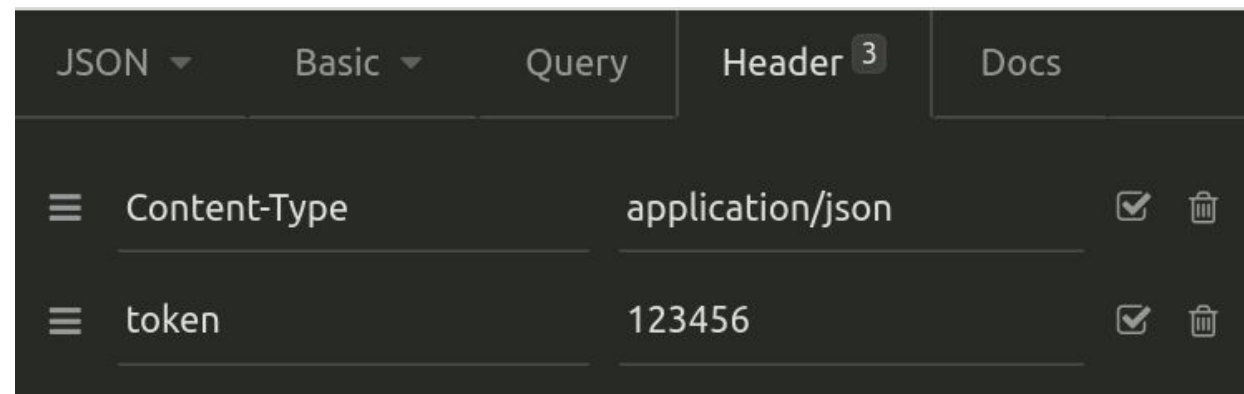 JSON Basic Query Header 3 Docs
Content-Type application/json
token 123456